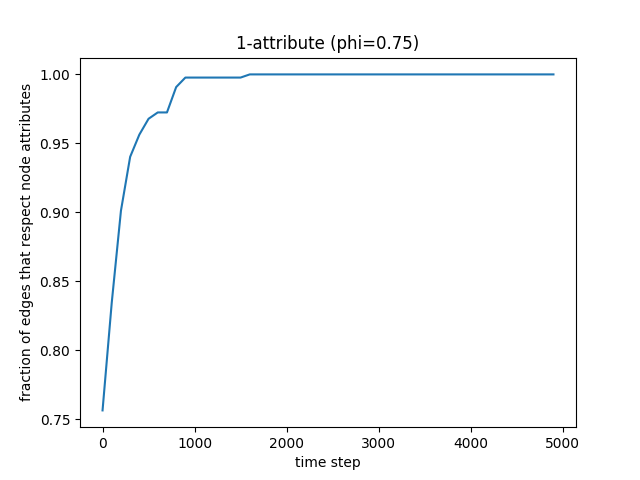 1-attribute (phi=0.75)
fraction of edges that respect node attributes
1.00
0.95
0.90
0.85
0.80
0.75
0 1000 2000 3000 4000 5000
time step